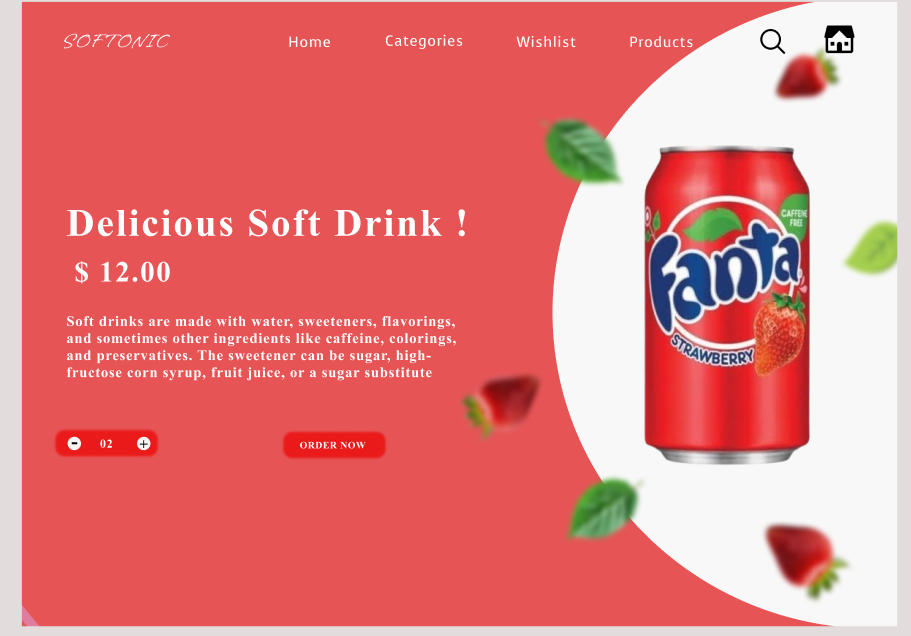 SOFTONIC
Home Categories Wishlist Products
Delicious Soft Drink !
$ 12.00
Soft drinks are made with water, sweeteners, flavorings,
and sometimes other ingredients like caffeine, colorings,
and preservatives. The sweetener can be sugar, high-
fructose corn syrup, fruit juice, or a sugar substitute
02
ORDER NOW
CAFFEINE
FREE
Fanta
STRAWBERRY